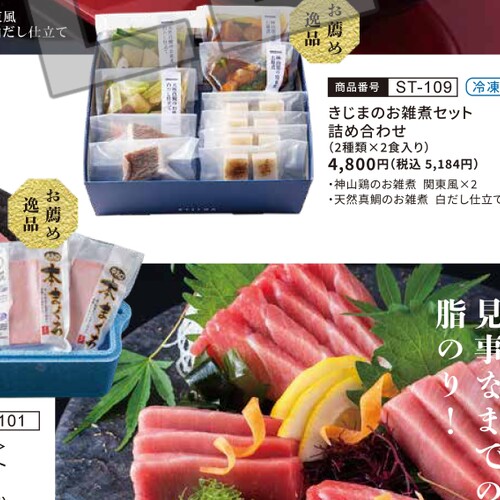 東風
白だし仕立て
お薦め
逸品
商品番号 ST-109 冷凍
きじまのお雑煮セット
詰め合わせ
（2種類×2食入り）
4,800円（税込 5,184円）
・神山鶏のお雑煮 関東風×2
・天然真鯛のお雑煮 白だし仕立て
お薦め
逸品
本まぐろ
本まぐろ
101
見事なまでの
脂のり！